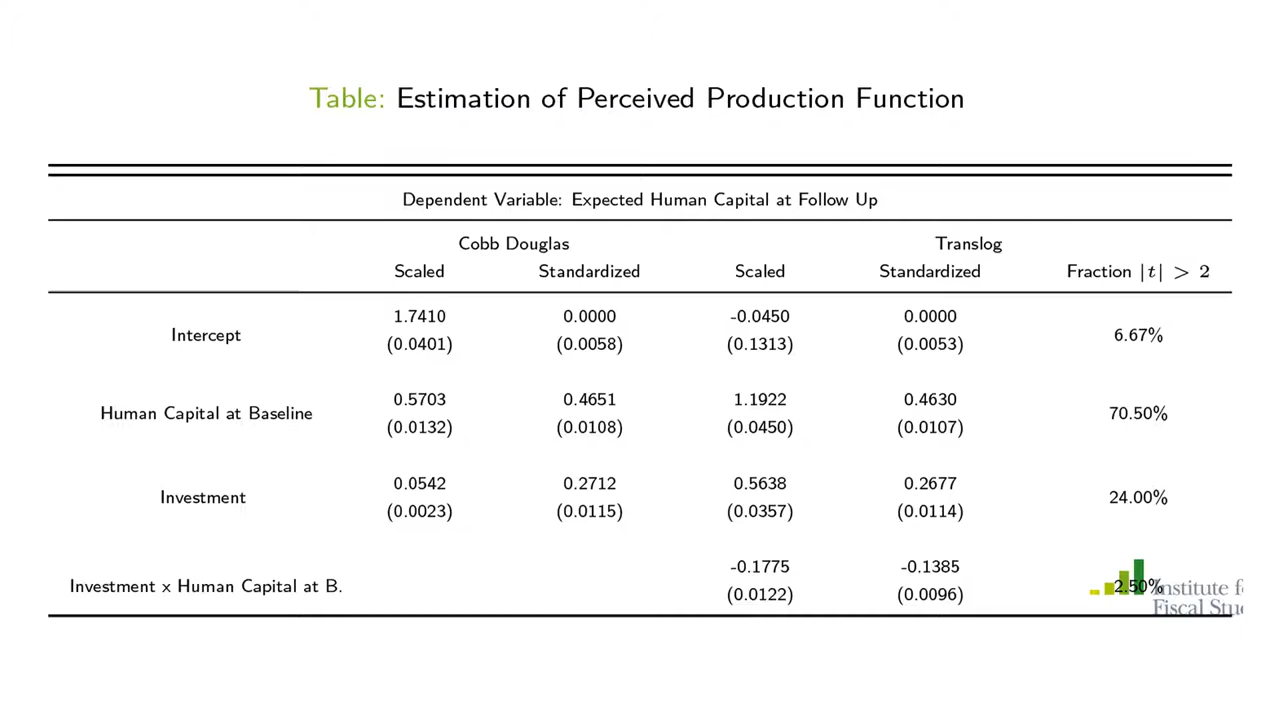 Table: Estimation of Perceived Production Function
Dependent Variable: Expected Human Capital at Follow Up
Cobb Douglas Translog
Scaled Standardized Scaled Standardized Fraction |t| > 2
1.7410 0.0000 -0.0450 0.0000
Intercept 6.67%
(0.0401) (0.0058) (0.1313) (0.0053)
0.5703 0.4651 1.1922 0.4630
Human Capital at Baseline 70.50%
(0.0132) (0.0108) (0.0450) (0.0107)
0.0542 0.2712 0.5638 0.2677
Investment 24.00%
(0.0023) (0.0115) (0.0357) (0.0114)
-0.1775 -0.1385
Investment x Human Capital at B. 2.50%
(0.0122) (0.0096)
Institute f
Fiscal Stu